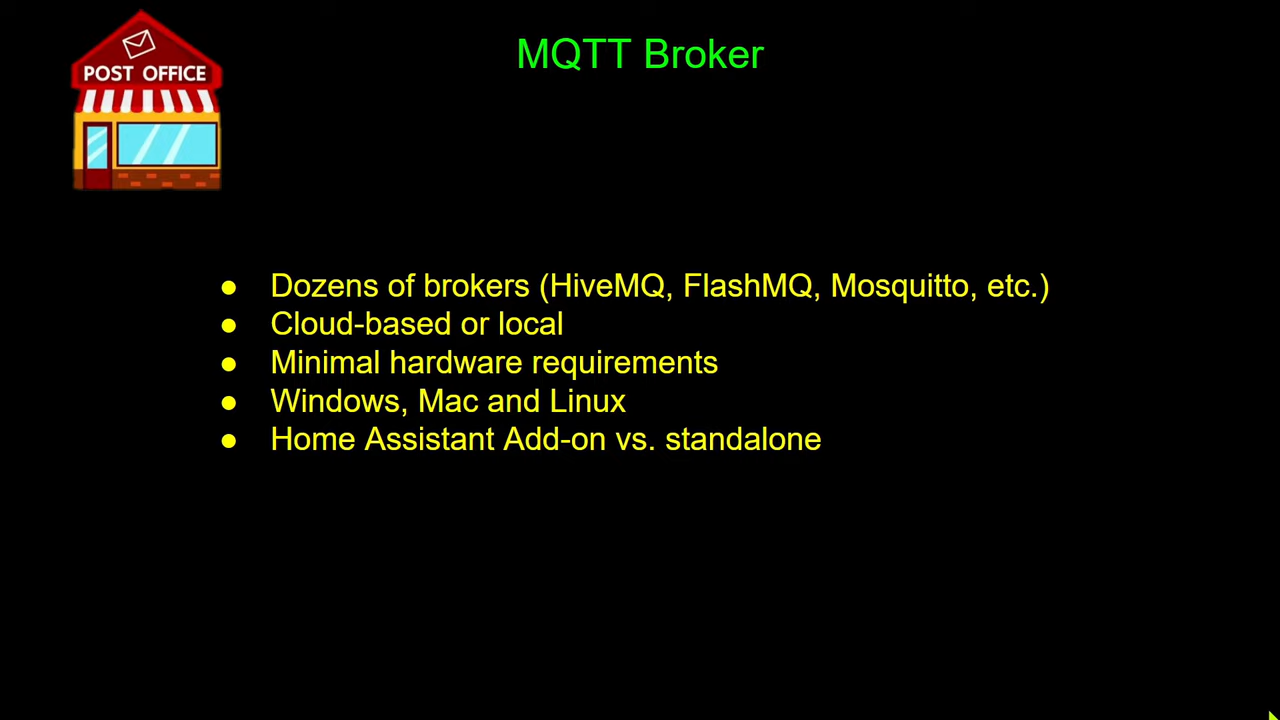 POST OFFICE
MQTT Broker
● Dozens of brokers (HiveMQ, FlashMQ, Mosquitto, etc.)
● Cloud-based or local
● Minimal hardware requirements
● Windows, Mac and Linux
● Home Assistant Add-on vs. standalone